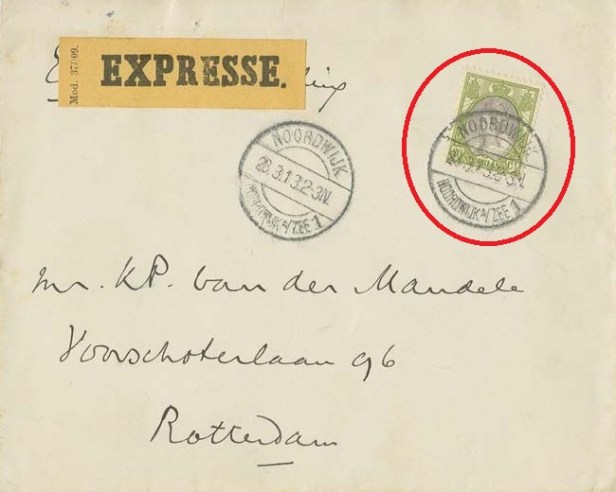 Mod. 37/09.
EXPRESSE.
NOORDWIJK
28.3.13.2-3N.
NOORDWIJK A/ZEE 1
NOORDWIJK
NOORDWIJK A/ZEE 1
Mr. K.P. van der Mandele
Voorschoterlaan 96
Rotterdam